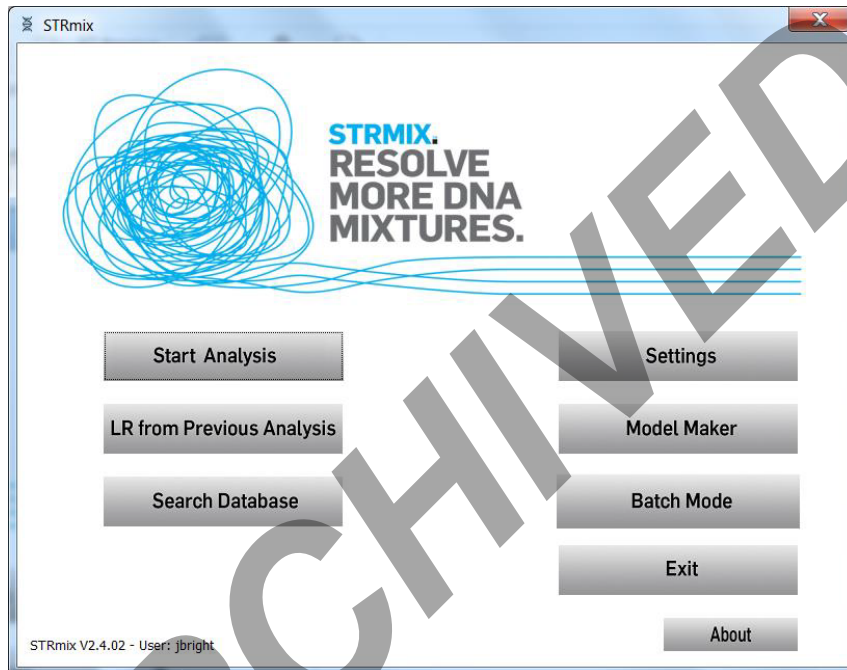 STRmix
STRMIX.
RESOLVE
MORE DNA
MIXTURES.
Start Analysis
Settings
LR from Previous Analysis
Model Maker
Search Database
Batch Mode
Exit
About
STRmix V2.4.02 - User: jbright
ARCHIVED